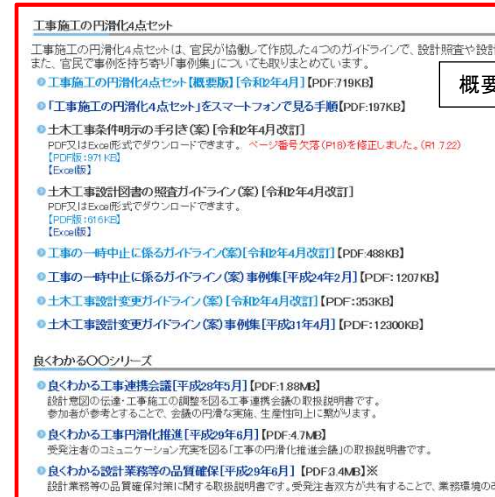 工事施工の円滑化4点セット
工事施工の円滑化4点セットは、官民が協働して作成した4つのガイドラインで、設計照査や設計
また、官民で事例を持ち寄り「事例集」についても取りまとめています。
工事施工の円滑化4点セット【概要版】【令和2年4月】【PDF:719KB】
概要
「工事施工の円滑化4点セット」をスマートフォンで見る手順【PDF:197KB】
土木工事条件明示の手引き(案)【令和2年4月改訂】
PDF又はExcel形式でダウンロードできます。 ページ番号欠落(P18)を修正しました。(R1.7.22)
【PDF版:971KB】
【Excel版】
土木工事設計図書の照査ガイドライン(案)【令和2年4月改訂】
PDF又はExcel形式でダウンロードできます。
【PDF版:616KB】
【Excel版】
工事の一時中止に係るガイドライン(案)【令和2年4月改訂】【PDF:488KB】
工事の一時中止に係るガイドライン(案)事例集【平成24年2月】【PDF:1207KB】
土木工事設計変更ガイドライン(案)【令和2年4月改訂】【PDF:353KB】
土木工事設計変更ガイドライン(案)事例集【平成31年4月】【PDF:12300KB】
良くわかる〇〇シリーズ
良くわかる工事連携会議【平成28年5月】【PDF:1.88MB】
設計意図の伝達・工事施工の調整を図る工事連携会議の取扱説明書です。
参加者が参考とすることで、会議の円滑な実施、生産性向上に繋がります。
良くわかる工事円滑化推進【平成29年6月】【PDF:4.7MB】
受発注者のコミュニケーション充実を図る「工事の円滑化推進会議」の取扱説明書です。
良くわかる設計業務等の品質確保【平成29年6月】【PDF:3.4MB】※
設計業務等の品質確保対策に関する取扱説明書です。受発注者双方が共有することで、業務環境の